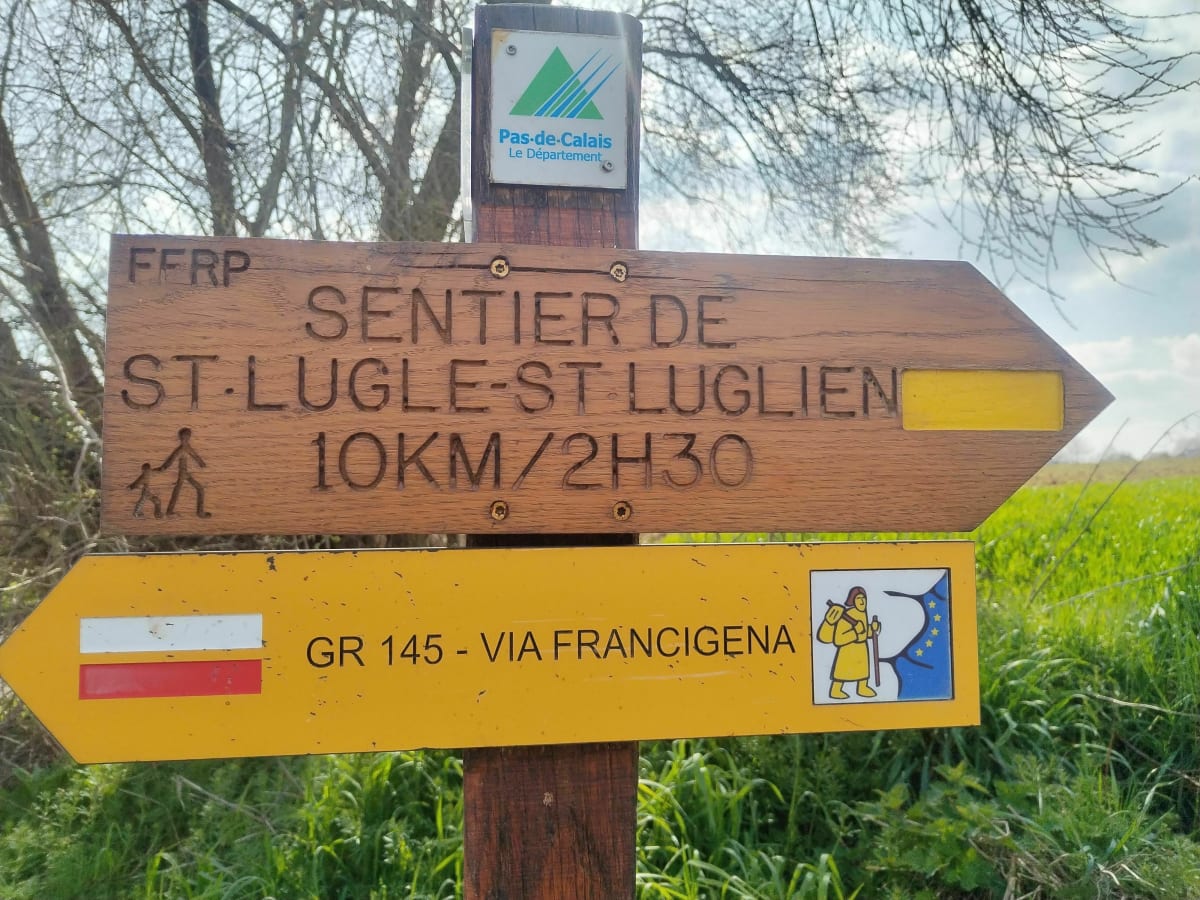 Pas-de-Calais
Le Département
FFRP
SENTIER DE
ST.LUGLE-ST.LUGLIEN
10KM/2H30
GR 145 - VIA FRANCIGENA